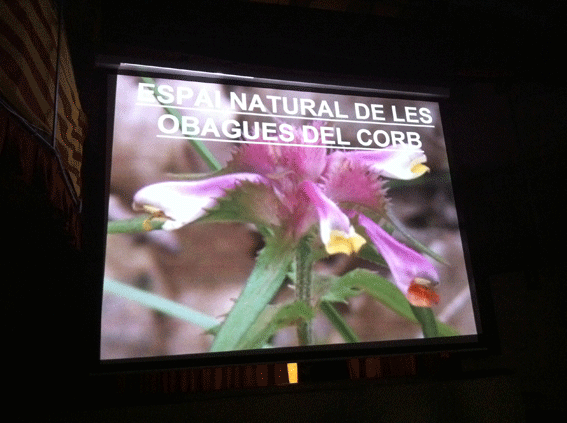 ESPAI NATURAL DE LES
OBAGUES DEL CORB